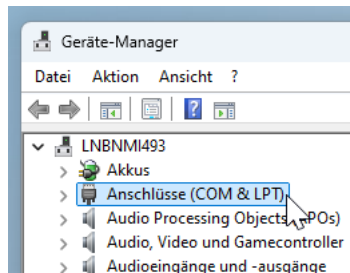 Geräte-Manager
Datei Aktion Ansicht ?
LNBNMI493
Akkus
Anschlüsse (COM & LPT)
Audio Processing Objects POs)
Audio, Video und Gamecontroller
Audioeingänge und -ausgänge